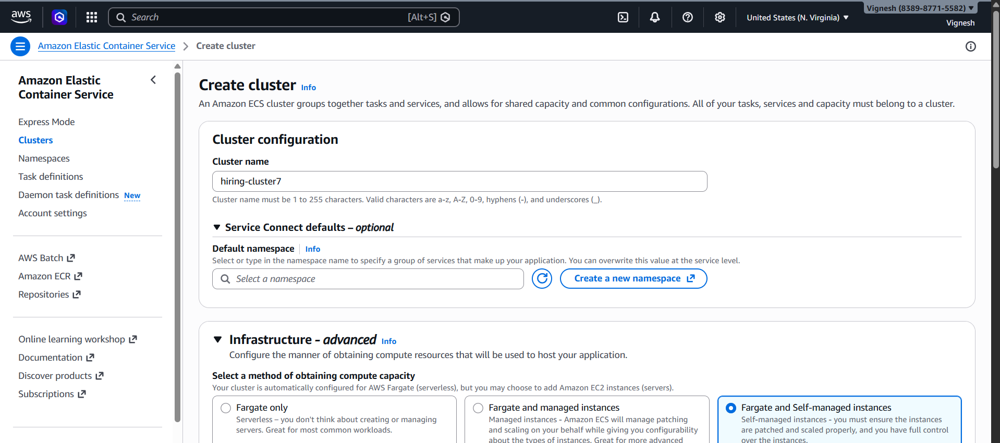 aws
Search
[Alt+S]
United States (N. Virginia)
Vignesh (8389-8771-5582)
Vignesh
Amazon Elastic Container Service
Create cluster
Amazon Elastic
Container Service
Express Mode
Clusters
Namespaces
Task definitions
Daemon task definitions New
Account settings
AWS Batch
Amazon ECR
Repositories
Online learning workshop
Documentation
Discover products
Subscriptions
Create cluster Info
An Amazon ECS cluster groups together tasks and services, and allows for shared capacity and common configurations. All of your tasks, services and capacity must belong to a cluster.
Cluster configuration
Cluster name
hiring-cluster7
Cluster name must be 1 to 255 characters. Valid characters are a-z, A-Z, 0-9, hyphens (-), and underscores (_).
Service Connect defaults – optional
Default namespace Info
Select or type in the namespace name to specify a group of services that make up your application. You can overwrite this value at the service level.
Select a namespace
Create a new namespace
Infrastructure - advanced Info
Configure the manner of obtaining compute resources that will be used to host your application.
Select a method of obtaining compute capacity
Your cluster is automatically configured for AWS Fargate (serverless), but you may choose to add Amazon EC2 instances (servers).
Fargate only
Serverless – you don't think about creating or managing
servers. Great for most common workloads.
Fargate and managed instances
Managed instances - Amazon ECS will manage patching
and scaling on your behalf while giving you configurability
about the types of instances. Great for more advanced
Fargate and Self-managed instances
Self-managed instances - you must ensure the instances
are patched and scaled properly, and you have full control
over the instances.